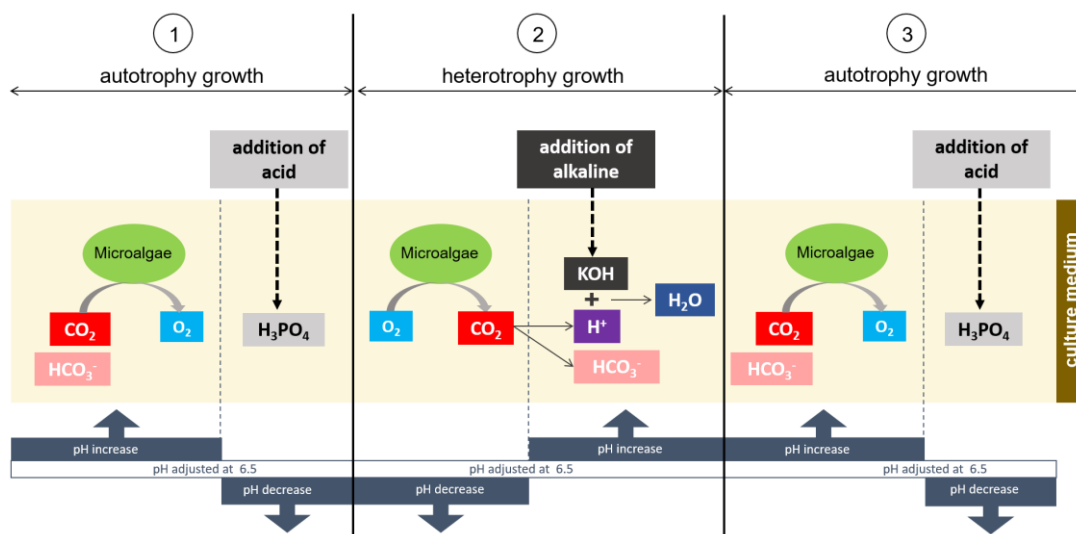 1
2
3
autotrophy growth
heterotrophy growth
autotrophy growth
addition of
acid
addition of
alkaline
addition of
acid
Microalgae
CO₂
O₂
HCO₃⁻
H₃PO₄
Microalgae
O₂
CO₂
KOH
+
H⁺
H₂O
HCO₃⁻
Microalgae
CO₂
O₂
HCO₃⁻
H₃PO₄
culture medium
pH increase
pH increase
pH increase
pH adjusted at 6.5
pH adjusted at 6.5
pH adjusted at 6.5
pH decrease
pH decrease
pH decrease